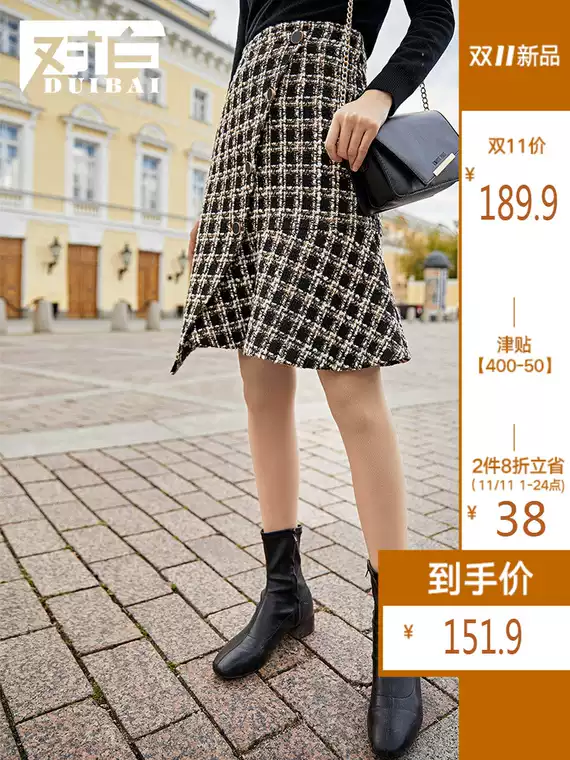 对白
DUIBAI
双11新品
双11价
¥
189.9
津贴
【400-50】
2件8折立省
(11/11 1-24点)
¥ 38
到手价
¥ 151.9